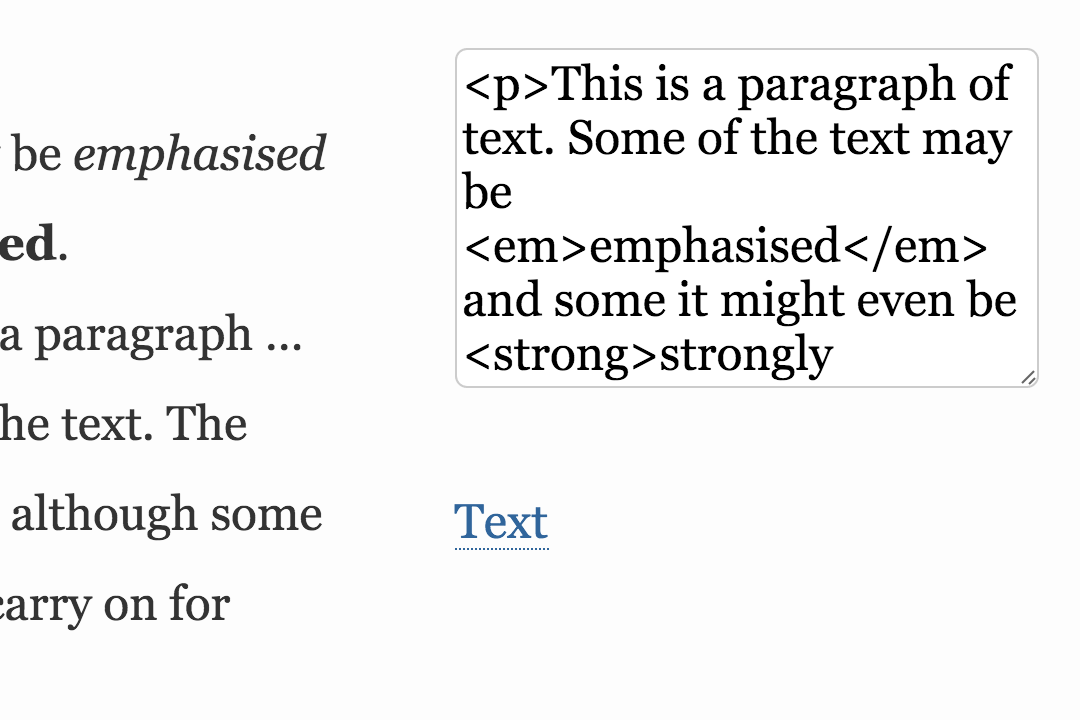 be emphasised
ed.
a paragraph ...
he text. The
although some
carry on for
<p>This is a paragraph of
text. Some of the text may
be
<em>emphasised</em>
and some it might even be
<strong>strongly
Text